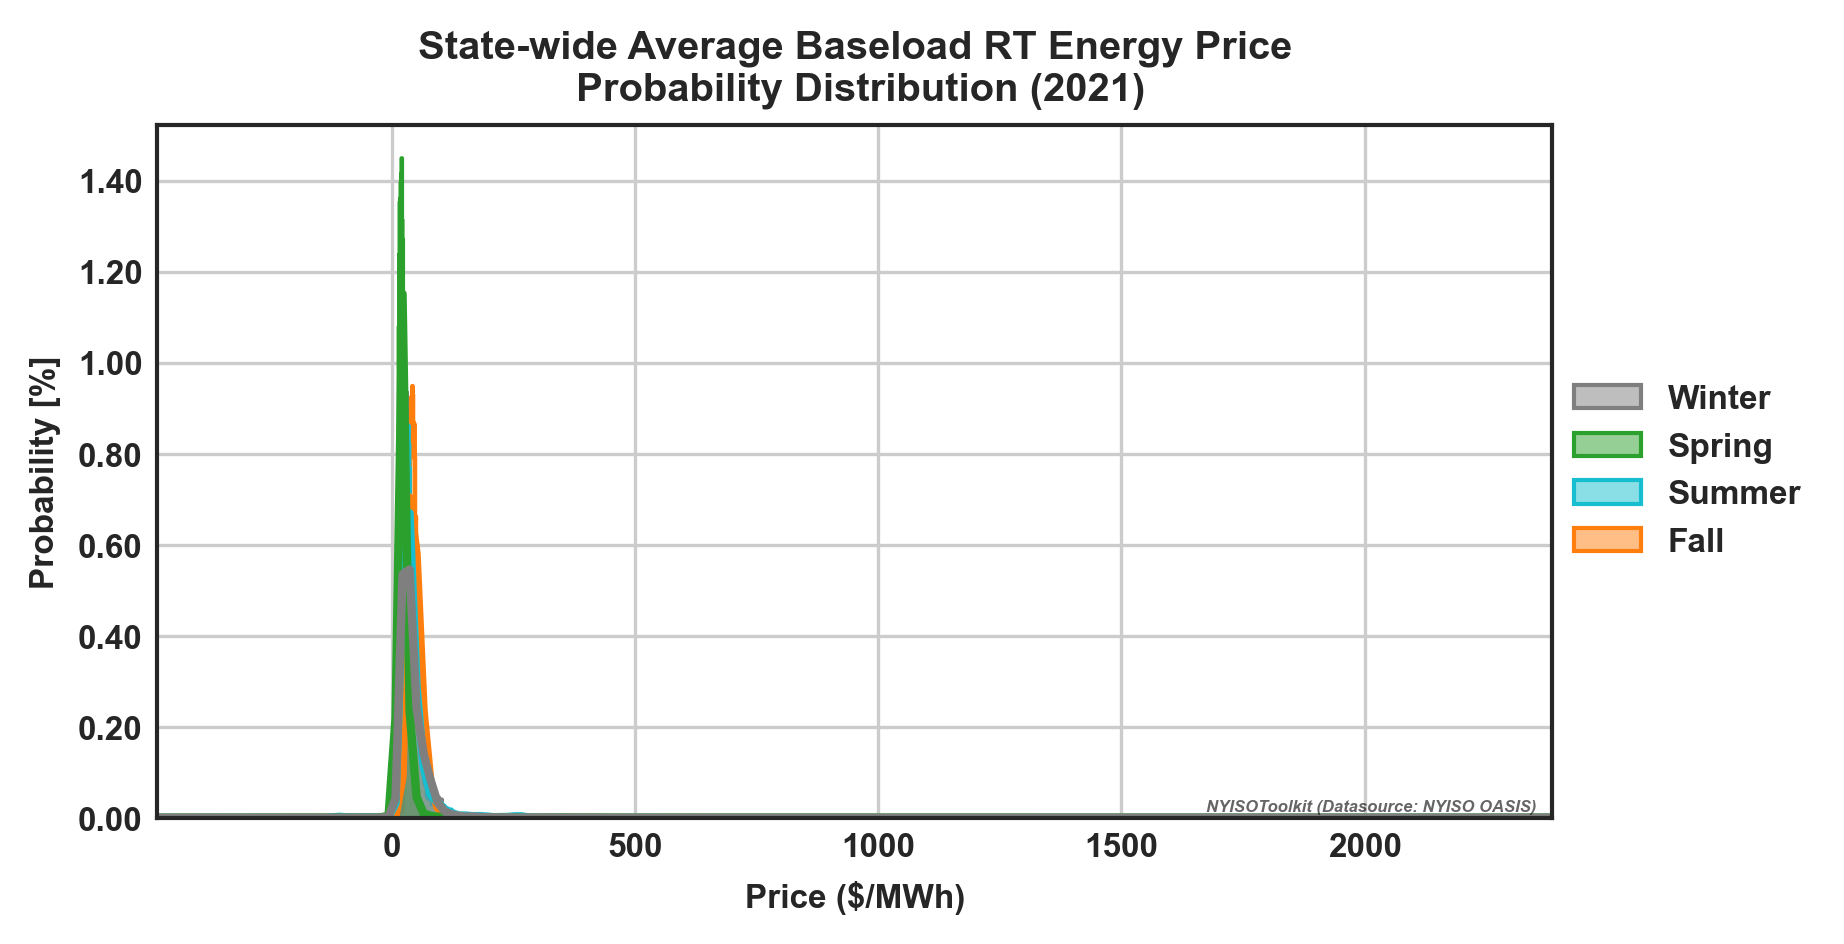 State-wide Average Baseload RT Energy Price
Probability Distribution (2021)
Probability [%]
1.40
1.20
1.00
0.80
0.60
0.40
0.20
0.00
0
500
1000
1500
2000
Price ($/MWh)
NYISOToolkit (Datasource: NYISO OASIS)
Winter
Spring
Summer
Fall